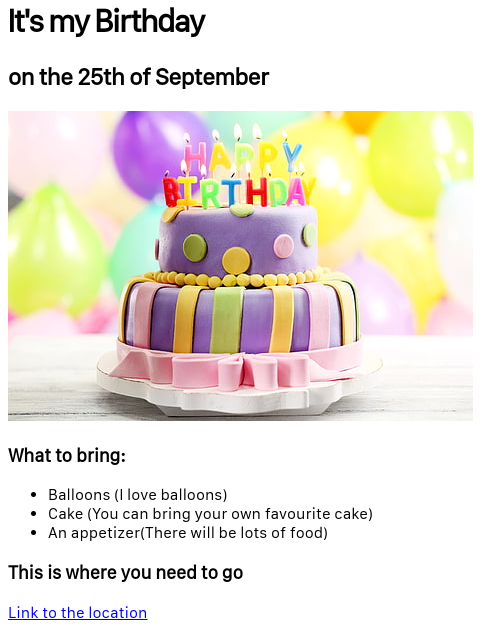 It's my Birthday
on the 25th of September
HAPPY
BIRTHDAY
What to bring:
Balloons (I love balloons)
Cake (You can bring your own favourite cake)
An appetizer(There will be lots of food)
This is where you need to go
Link to the location